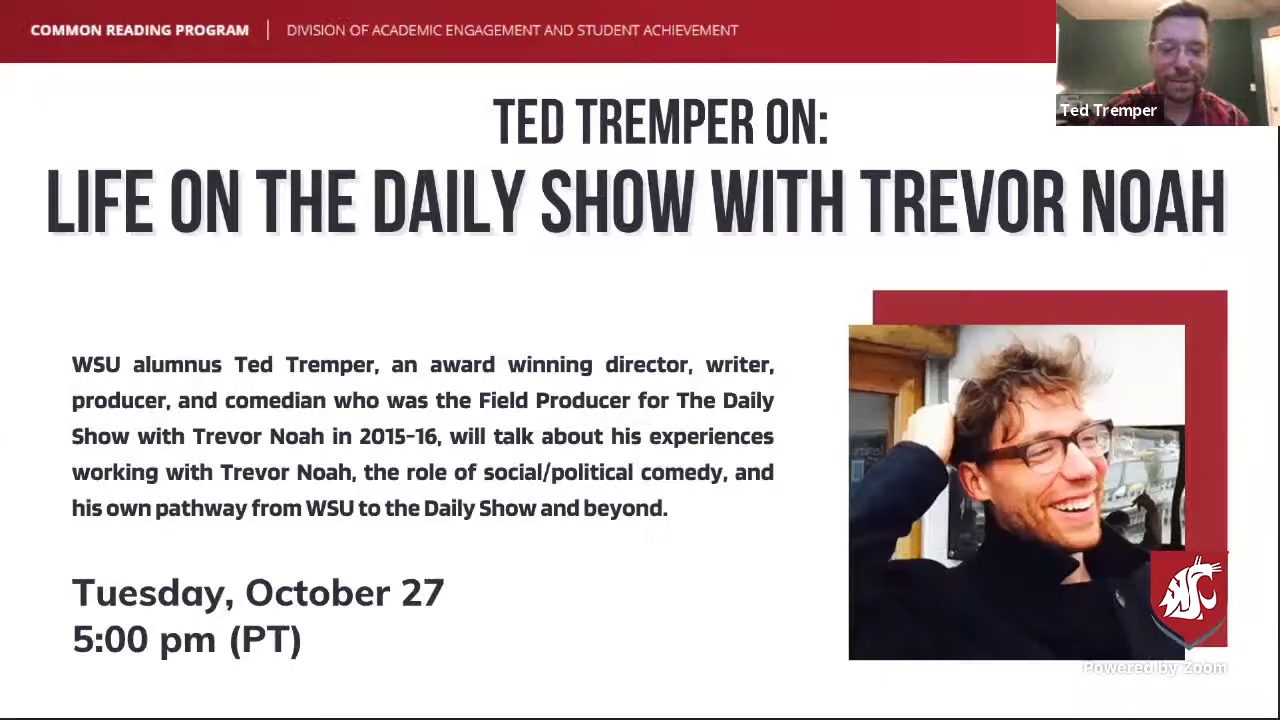 COMMON READING PROGRAM | DIVISION OF ACADEMIC ENGAGEMENT AND STUDENT ACHIEVEMENT
Ted Tremper
TED TREMPER ON:
LIFE ON THE DAILY SHOW WITH TREVOR NOAH
WSU alumnus Ted Tremper, an award winning director, writer,
producer, and comedian who was the Field Producer for The Daily
Show with Trevor Noah in 2015-16, will talk about his experiences
working with Trevor Noah, the role of social/political comedy, and
his own pathway from WSU to the Daily Show and beyond.
Tuesday, October 27
5:00 pm (PT)
Powered by Zoom